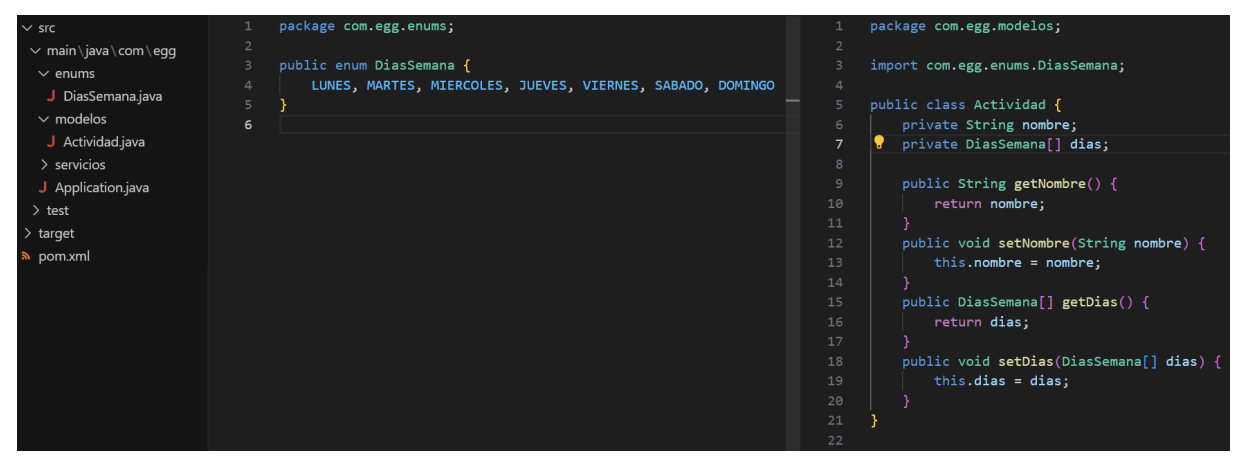 src
main\java\com\egg
enums
J DiasSemana.java
modelos
J Actividad.java
servicios
J Application.java
test
target
pom.xml
1 package com.egg.enums;
2
3 public enum DiasSemana {
4 LUNES, MARTES, MIERCOLES, JUEVES, VIERNES, SABADO, DOMINGO
5 }
6
1 package com.egg.modelos;
2
3 import com.egg.enums.DiasSemana;
4
5 public class Actividad {
6 private String nombre;
7 private DiasSemana[] dias;
8
9 public String getNombre() {
10 return nombre;
11 }
12 public void setNombre(String nombre) {
13 this.nombre = nombre;
14 }
15 public DiasSemana[] getDias() {
16 return dias;
17 }
18 public void setDias(DiasSemana[] dias) {
19 this.dias = dias;
20 }
21 }
22